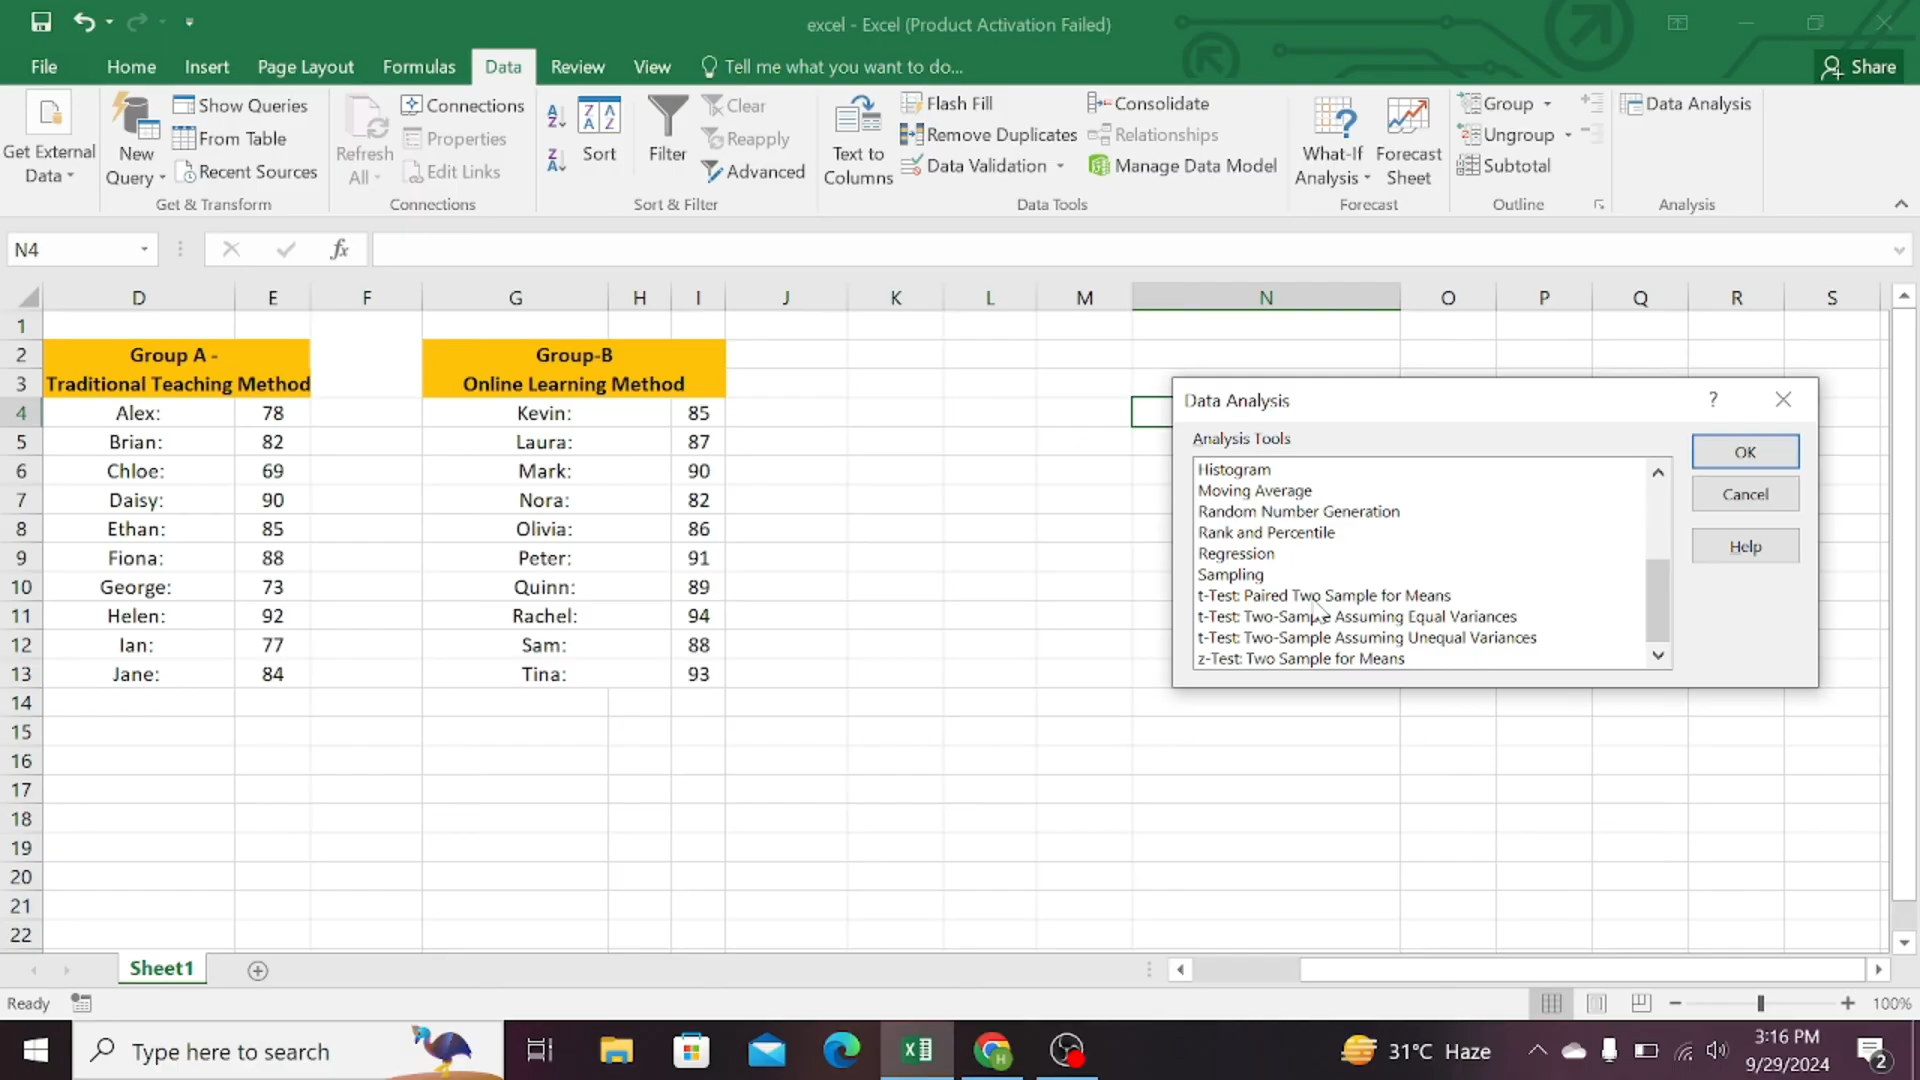 excel - Excel (Product Activation Failed)
File Home Insert Page Layout Formulas Data Review View Tell me what you want to do... Share
Get External Data
New Query
Show Queries
From Table
Recent Sources
Get & Transform
Refresh All
Connections
Properties
Edit Links
Connections
Sort
Filter
Clear
Reapply
Advanced
Sort & Filter
Text to Columns
Flash Fill
Remove Duplicates
Data Validation
Consolidate
Relationships
Manage Data Model
Data Tools
What-If Analysis
Forecast Sheet
Forecast
Group
Ungroup
Subtotal
Outline
Data Analysis
Analysis
N4 fx
D E F G H I J K L M N O P Q R S
1
2 Group A - Group-B
3 Traditional Teaching Method Online Learning Method
4 Alex: 78 Kevin: 85
5 Brian: 82 Laura: 87
6 Chloe: 69 Mark: 90
7 Daisy: 90 Nora: 82
8 Ethan: 85 Olivia: 86
9 Fiona: 88 Peter: 91
10 George: 73 Quinn: 89
11 Helen: 92 Rachel: 94
12 Ian: 77 Sam: 88
13 Jane: 84 Tina: 93
14
15
16
17
18
19
20
21
22
Data Analysis ?
Analysis Tools
Histogram
Moving Average
Random Number Generation
Rank and Percentile
Regression
Sampling
t-Test: Paired Two Sample for Means
t-Test: Two-Sample Assuming Equal Variances
t-Test: Two-Sample Assuming Unequal Variances
z-Test: Two Sample for Means
OK
Cancel
Help
Sheet1
Ready 100%
Type here to search 31°C Haze 3:16 PM
9/29/2024 2